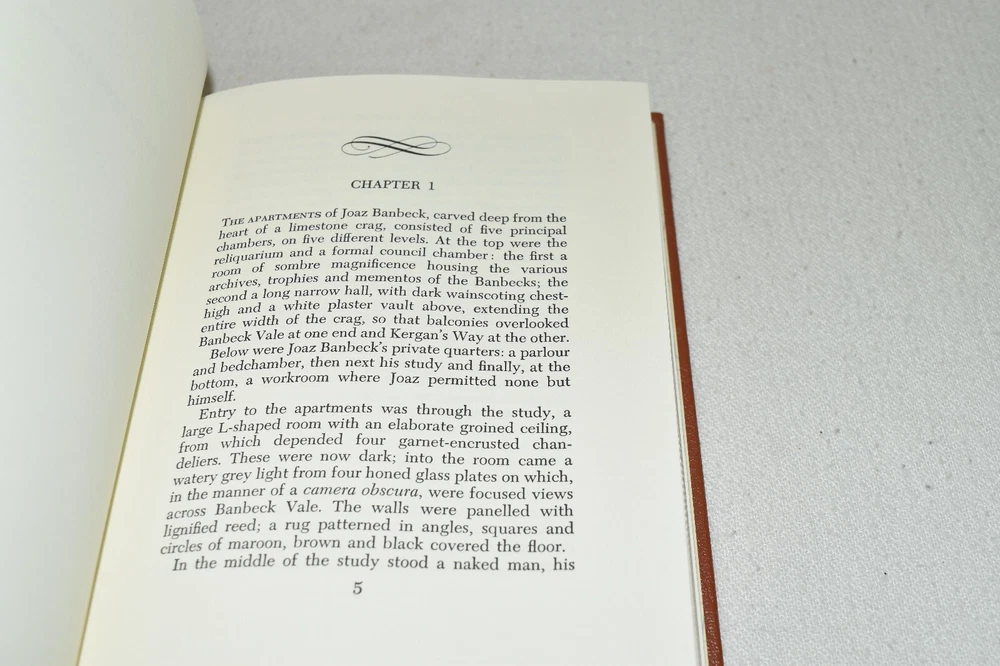 CHAPTER 1
THE APARTMENTS of Joaz Banbeck, carved deep from the
heart of a limestone crag, consisted of five principal
chambers, on five different levels. At the top were the
reliquarium and a formal council chamber: the first a
room of sombre magnificence housing the various
archives, trophies and mementos of the Banbecks; the
second a long narrow hall, with dark wainscoting chest-
high and a white plaster vault above, extending the
entire width of the crag, so that balconies overlooked
Banbeck Vale at one end and Kergan's Way at the other.
Below were Joaz Banbeck's private quarters: a parlour
and bedchamber, then next his study and finally, at the
bottom, a workroom where Joaz permitted none but
himself.
Entry to the apartments was through the study, a
large L-shaped room with an elaborate groined ceiling,
from which depended four garnet-encrusted chan-
deliers. These were now dark; into the room came a
watery grey light from four honed glass plates on which,
in the manner of a camera obscura, were focused views
across Banbeck Vale. The walls were panelled with
lignified reed; a rug patterned in angles, squares and
circles of maroon, brown and black covered the floor.
In the middle of the study stood a naked man, his
5